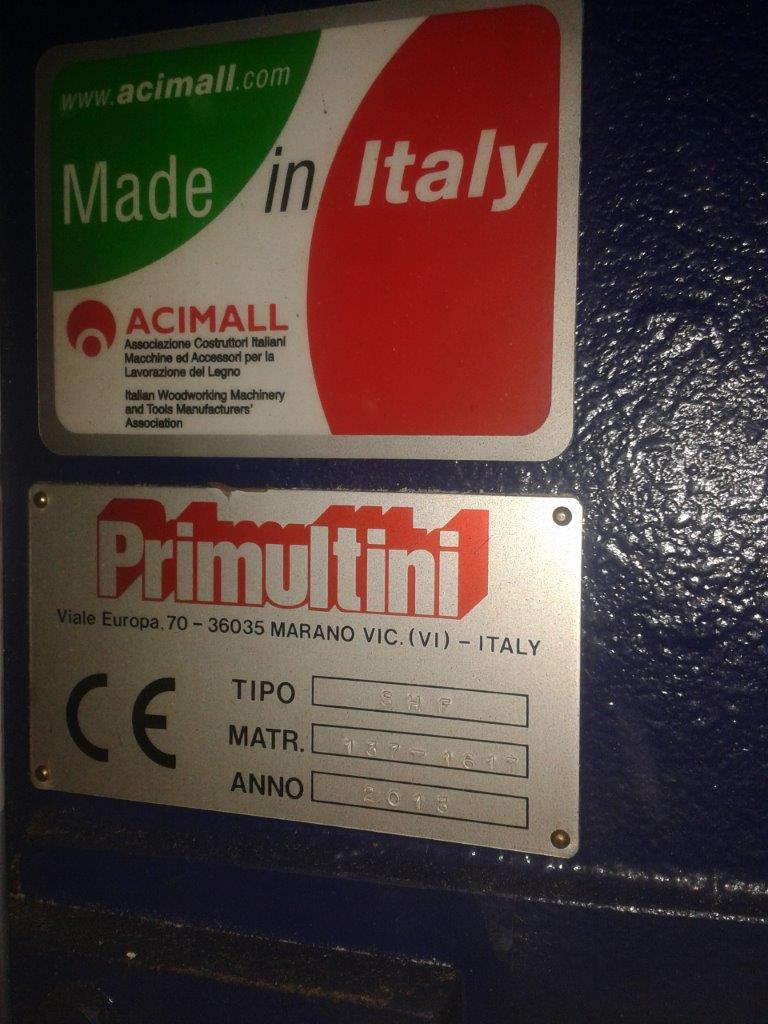 www.acimall.com
Made in Italy
ACIMALL
Associazione Costruttori Italiani
Macchine ed Accessori per la
Lavorazione del Legno
Italian Woodworking Machinery
and Tools Manufacturers'
Association
Primultini
Viale Europa, 70 - 36035 MARANO VIC. (VI) - ITALY
CE
TIPO SHF
MATR. 137-1617
ANNO